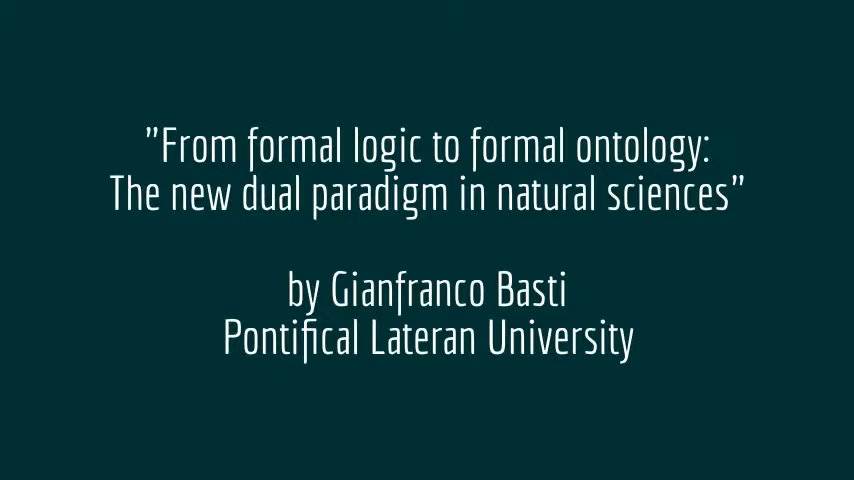 "From formal logic to formal ontology:
The new dual paradigm in natural sciences"
by Gianfranco Basti
Pontifical Lateran University